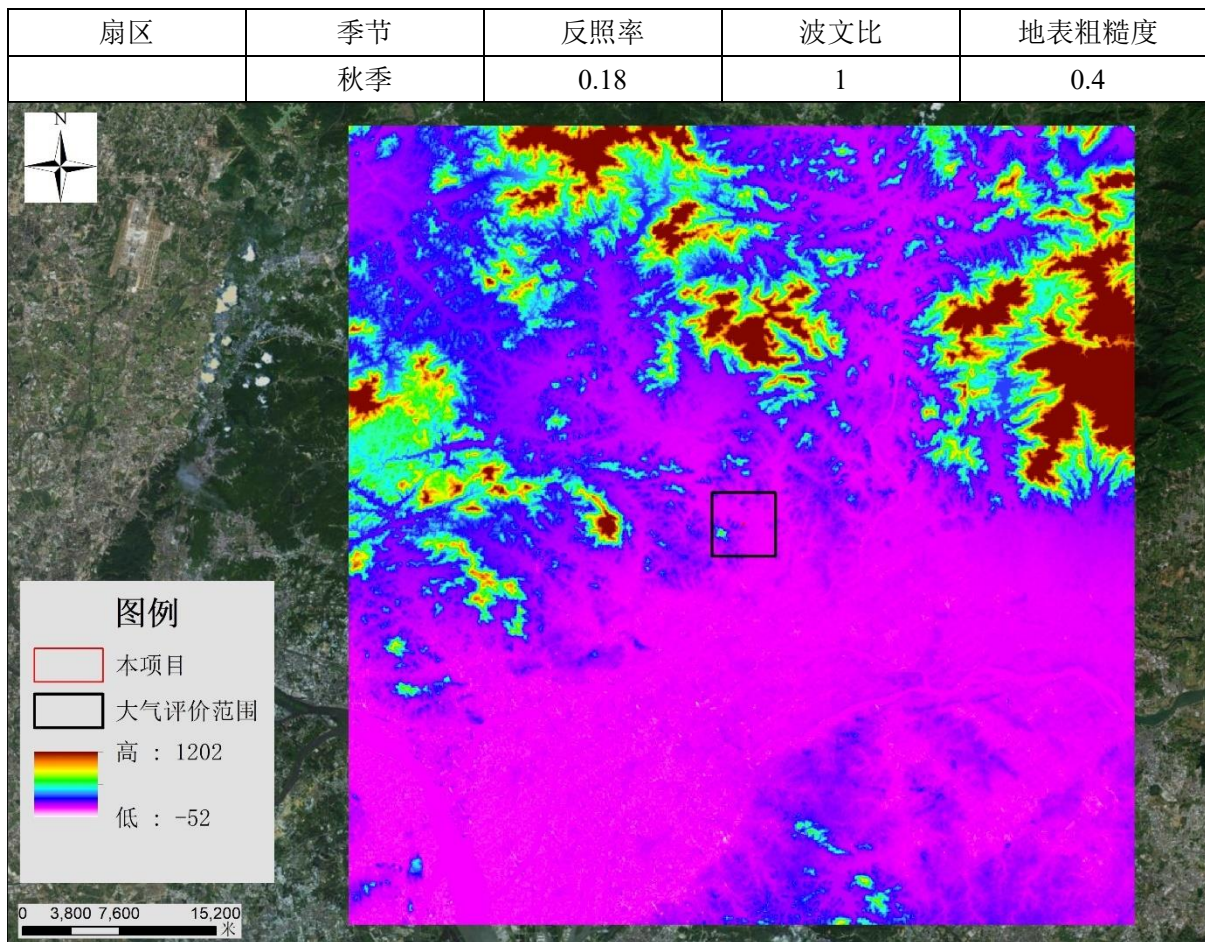 扇区 季节 反照率 波文比 地表粗糙度
秋季 0.18 1 0.4
N
图例
本项目
大气评价范围
高 : 1202
低 : -52
0 3,800 7,600 15,200
米